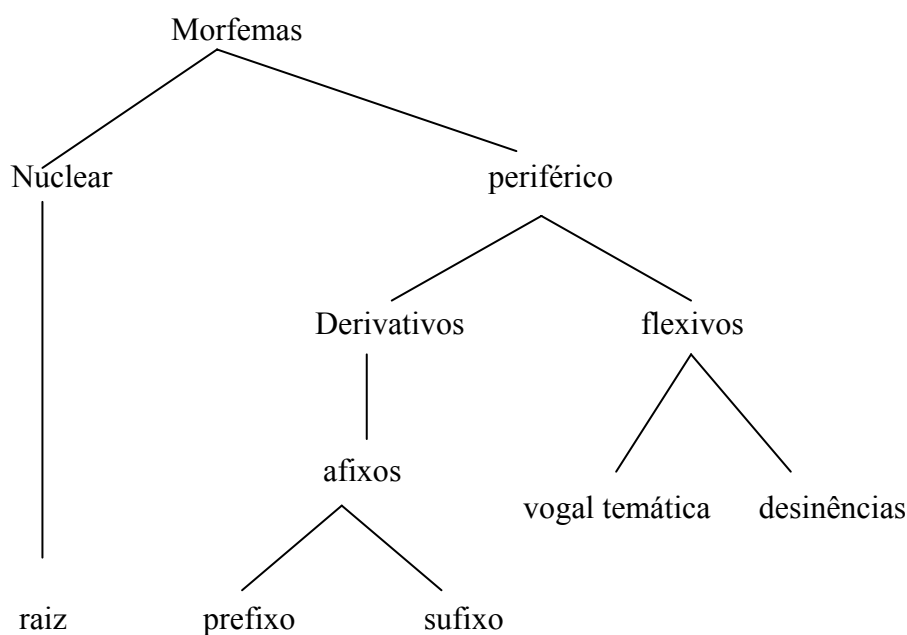 Morfemas
Nuclear periférico
Derivativos flexivos
afixos
vogal temática desinências
raiz prefixo sufixo